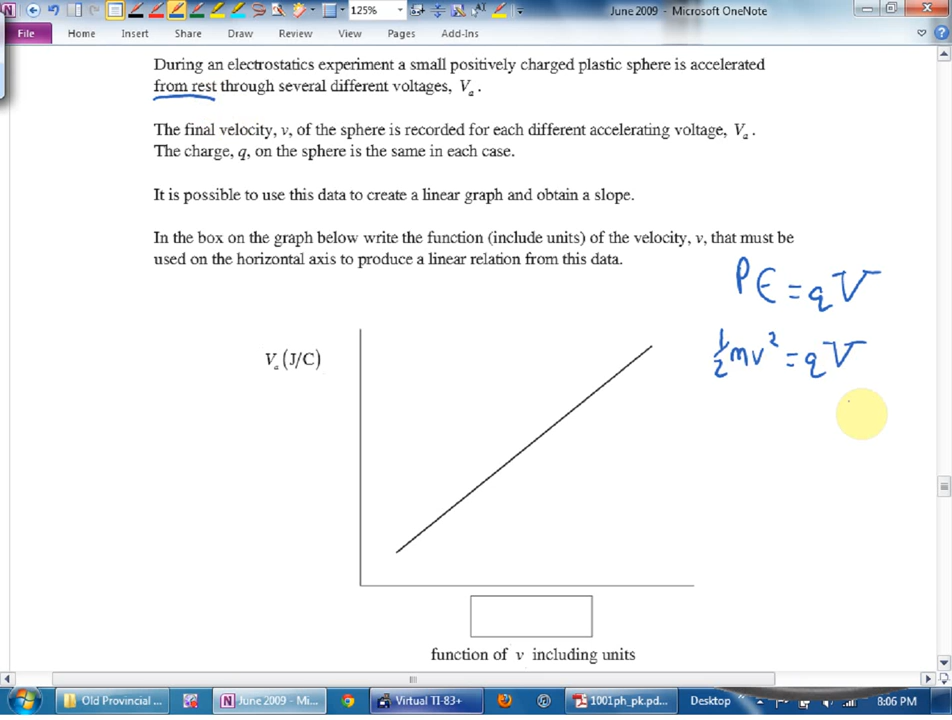 125%
June 2009 - Microsoft OneNote
File Home Insert Share Draw Review View Pages Add-Ins
During an electrostatics experiment a small positively charged plastic sphere is accelerated
from rest through several different voltages, Vₐ.
The final velocity, v, of the sphere is recorded for each different accelerating voltage, Vₐ.
The charge, q, on the sphere is the same in each case.
It is possible to use this data to create a linear graph and obtain a slope.
In the box on the graph below write the function (include units) of the velocity, v, that must be
used on the horizontal axis to produce a linear relation from this data.
PE = qV
½mv² = qV
Vₐ (J/C)
function of v including units
Old Provincial ... June 2009 - Mi... Virtual TI-83+ 1001ph_pk.pd... Desktop 8:06 PM